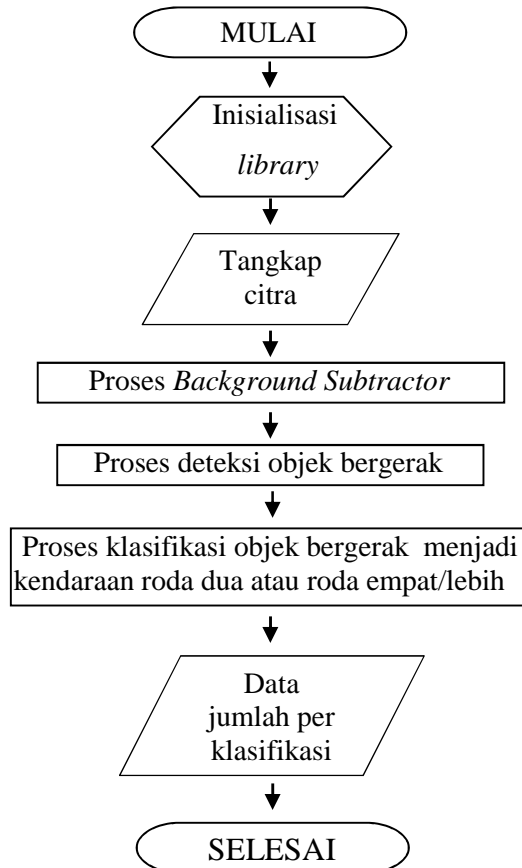 MULAI
Inisialisasi
library
Tangkap
citra
Proses Background Subtractor
Proses deteksi objek bergerak
Proses klasifikasi objek bergerak menjadi
kendaraan roda dua atau roda empat/lebih
Data
jumlah per
klasifikasi
SELESAI